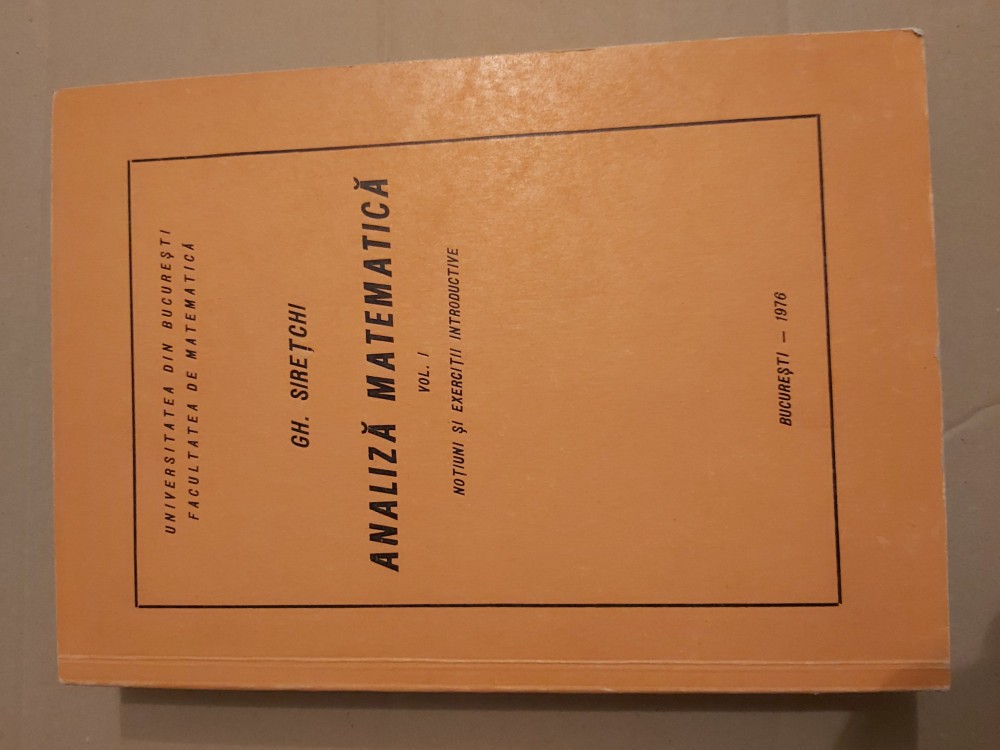 UNIVERSITATEA DIN BUCUREȘTI
FACULTATEA DE MATEMATICĂ
GH. SIREȚCHI
ANALIZĂ MATEMATICĂ
VOL. I
NOȚIUNI ȘI EXERCIȚII INTRODUCTIVE
BUCUREȘTI — 1976